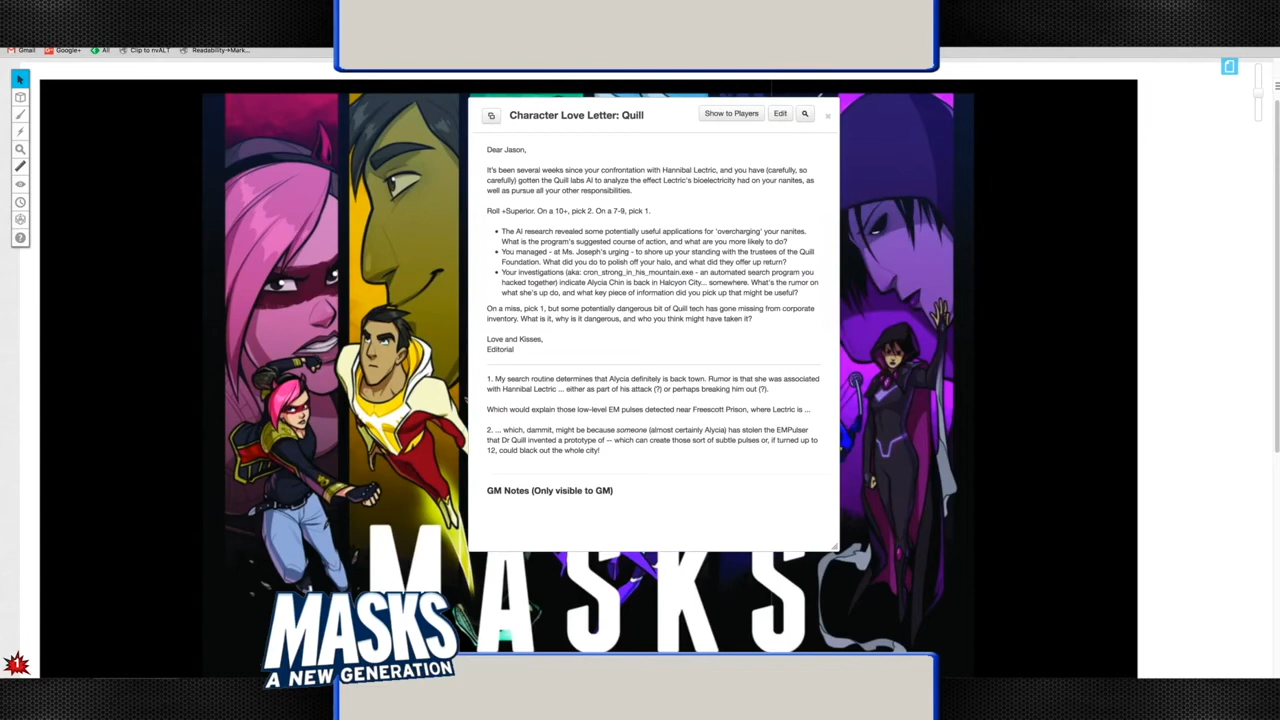 Gmail Google+ All Clip to nvALT Readability→Mark...
Character Love Letter: Quill
Show to Players Edit
Dear Jason,
It's been several weeks since your confrontation with Hannibal Lectric, and you have (carefully, so
carefully) gotten the Quill labs AI to analyze the effect Lectric's bioelectricity had on your nanites, as
well as pursue all your other responsibilities.
Roll +Superior. On a 10+, pick 2. On a 7-9, pick 1.
• The AI research revealed some potentially useful applications for 'overcharging' your nanites.
What is the program's suggested course of action, and what are you more likely to do?
• You managed - at Ms. Joseph's urging - to shore up your standing with the trustees of the Quill
Foundation. What did you do to polish off your halo, and what did they offer up return?
• Your investigations (aka: cron_strong_in_his_mountain.exe - an automated search program you
hacked together) indicate Alycia Chin is back in Halcyon City... somewhere. What's the rumor on
what she's up do, and what key piece of information did you pick up that might be useful?
On a miss, pick 1, but some potentially dangerous bit of Quill tech has gone missing from corporate
inventory. What is it, why is it dangerous, and who you think might have taken it?
Love and Kisses,
Editorial
1. My search routine determines that Alycia definitely is back town. Rumor is that she was associated
with Hannibal Lectric ... either as part of his attack (?) or perhaps breaking him out (?).
Which would explain those low-level EM pulses detected near Freescott Prison, where Lectric is ...
2. ... which, dammit, might be because someone (almost certainly Alycia) has stolen the EMPulser
that Dr Quill invented a prototype of -- which can create those sort of subtle pulses or, if turned up to
12, could black out the whole city!
GM Notes (Only visible to GM)
MASKS
MASKS
A NEW GENERATION